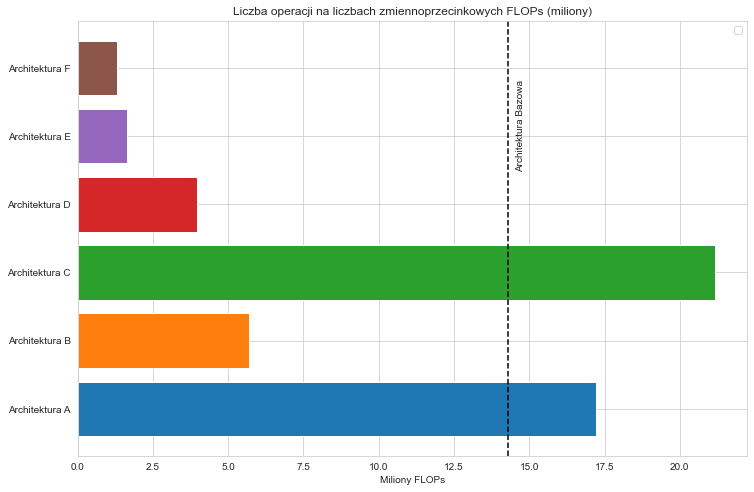 Liczba operacji na liczbach zmiennoprzecinkowych FLOPs (miliony)
Architektura F
Architektura E
Architektura D
Architektura C
Architektura B
Architektura A
Architektura Bazowa
0.0 2.5 5.0 7.5 10.0 12.5 15.0 17.5 20.0
Miliony FLOPs